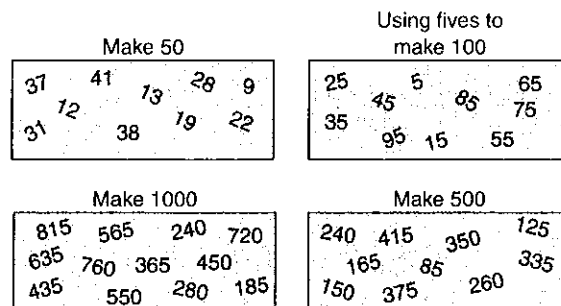 Make 50
37 41 13 28 9
12
31 38 19 22
Using fives to
make 100
25 5 65
45 85 75
35 95 15 55
Make 1000
815 565 240 720
635 760 365 450
435 550 280 185
Make 500
240 415 350 125
165 85 335
150 375 260